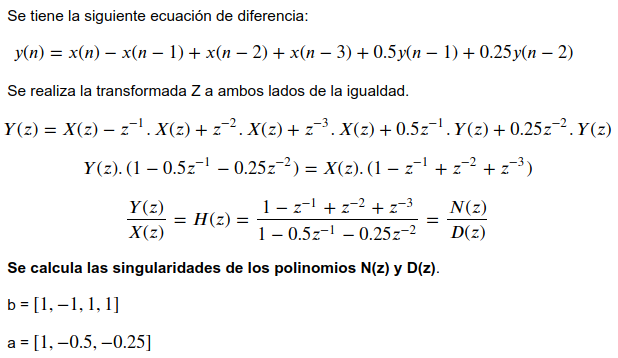 Se tiene la siguiente ecuación de diferencia:
y(n) = x(n) − x(n − 1) + x(n − 2) + x(n − 3) + 0.5y(n − 1) + 0.25y(n − 2)
Se realiza la transformada Z a ambos lados de la igualdad.
Y(z) = X(z) − z⁻¹. X(z) + z⁻². X(z) + z⁻³. X(z) + 0.5z⁻¹. Y(z) + 0.25z⁻². Y(z)
Y(z). (1 − 0.5z⁻¹ − 0.25z⁻²) = X(z). (1 − z⁻¹ + z⁻² + z⁻³)
Y(z)/X(z) = H(z) = (1 − z⁻¹ + z⁻² + z⁻³)/(1 − 0.5z⁻¹ − 0.25z⁻²) = N(z)/D(z)
Se calcula las singularidades de los polinomios N(z) y D(z).
b = [1, −1, 1, 1]
a = [1, −0.5, −0.25]